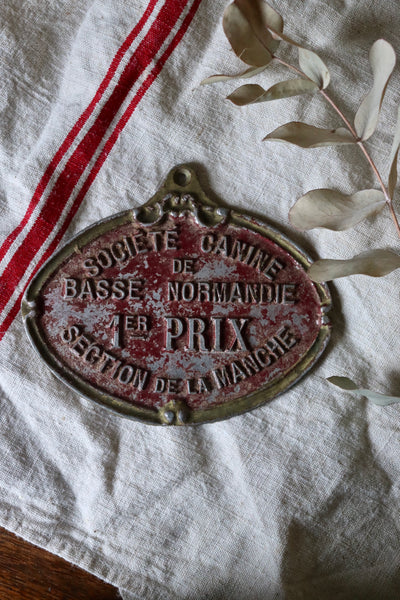 SOCIÉTÉ CANINE
DE
BASSE NORMANDIE
1ER PRIX
SECTION DE LA MANCHE